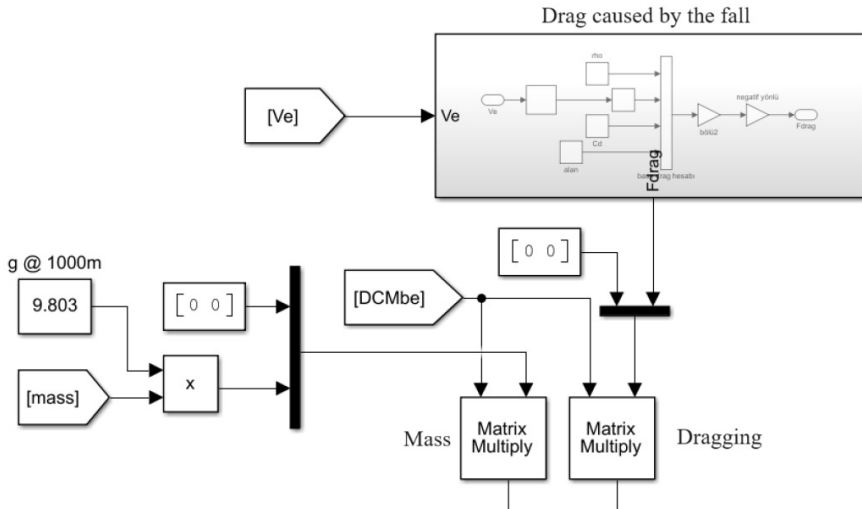 Drag caused by the fall
rho
[Ve]
Ve
Ve
Cd
alan
bölü2
negatif yönlü
Fdrag
Fdrag
g @ 1000m
9.803
[ 0 0 ]
[DCMbe]
[ 0 0 ]
[mass]
x
Mass
Matrix
Multiply
Matrix
Multiply
Dragging